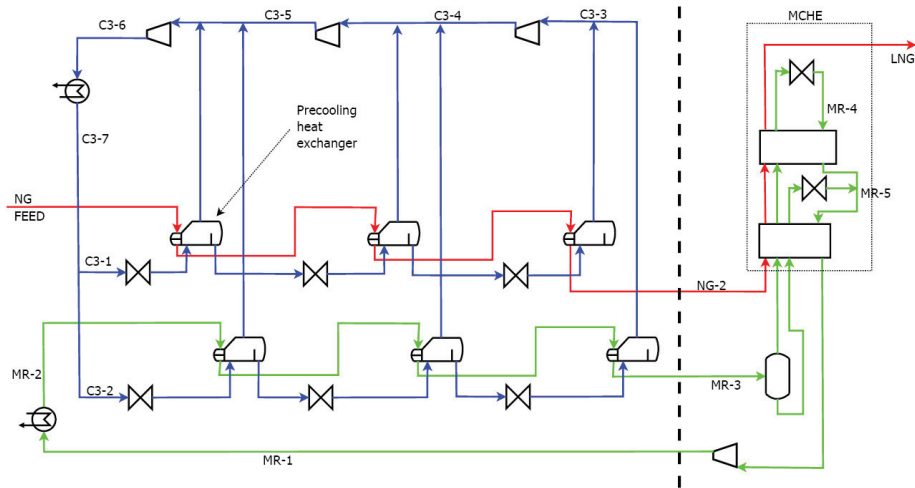 C3-6
C3-5
C3-4
C3-3
MCHE
LNG
MR-4
Precooling
heat
exchanger
C3-7
MR-5
NG
FEED
C3-1
NG-2
MR-2
C3-2
MR-3
MR-1